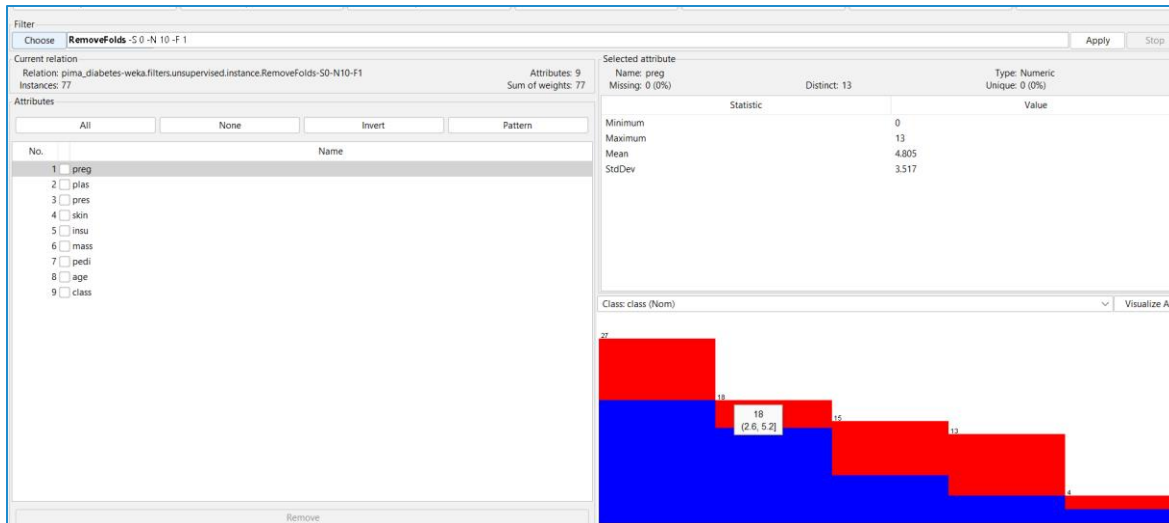 Filter
Choose RemoveFolds -S 0 -N 10 -F 1 Apply Stop
Current relation
Relation: pima_diabetes-weka.filters.unsupervised.instance.RemoveFolds-S0-N10-F1 Attributes: 9
Instances: 77 Sum of weights: 77
Attributes
All None Invert Pattern
No. Name
1 preg
2 plas
3 pres
4 skin
5 insu
6 mass
7 pedi
8 age
9 class
Remove
Selected attribute
Name: preg Type: Numeric
Missing: 0 (0%) Distinct: 13 Unique: 0 (0%)
Statistic Value
Minimum 0
Maximum 13
Mean 4.805
StdDev 3.517
Class: class (Nom) Visualize A
27
18
18
(2.6, 5.2]
15
13
4